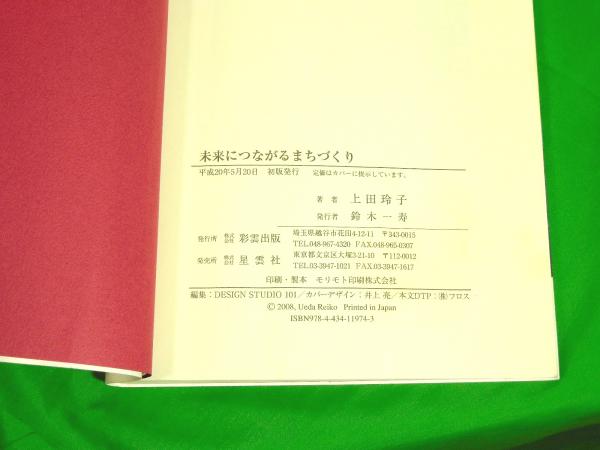 未来につながるまちづくり
平成20年5月20日 初版発行 定価はカバーに提示しています。
著者 上田玲子
発行者 鈴木一寿
発行所 株式会社 彩雲出版 埼玉県越谷市花田4-12-11 〒343-0015
TEL.048-967-4320 FAX.048-965-0307
発売所 株式会社 星雲社 東京都文京区大塚3-21-10 〒112-0012
TEL.03-3947-1021 FAX.03-3947-1617
印刷・製本 モリモト印刷株式会社
編集:DESIGN STUDIO 101/カバーデザイン:井上亮/本文DTP:㈱フロス
©2008, Ueda Reiko Printed in Japan
ISBN978-4-434-11974-3